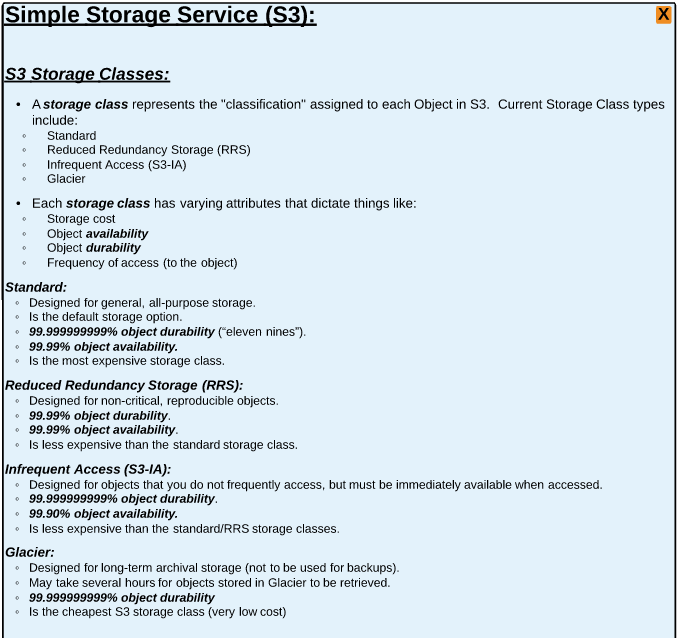 Simple Storage Service (S3):
X
S3 Storage Classes:
• A storage class represents the "classification" assigned to each Object in S3. Current Storage Class types
include:
◦ Standard
◦ Reduced Redundancy Storage (RRS)
◦ Infrequent Access (S3-IA)
◦ Glacier
• Each storage class has varying attributes that dictate things like:
◦ Storage cost
◦ Object availability
◦ Object durability
◦ Frequency of access (to the object)
Standard:
◦ Designed for general, all-purpose storage.
◦ Is the default storage option.
◦ 99.999999999% object durability (“eleven nines”).
◦ 99.99% object availability.
◦ Is the most expensive storage class.
Reduced Redundancy Storage (RRS):
◦ Designed for non-critical, reproducible objects.
◦ 99.99% object durability.
◦ 99.99% object availability.
◦ Is less expensive than the standard storage class.
Infrequent Access (S3-IA):
◦ Designed for objects that you do not frequently access, but must be immediately available when accessed.
◦ 99.999999999% object durability.
◦ 99.90% object availability.
◦ Is less expensive than the standard/RRS storage classes.
Glacier:
◦ Designed for long-term archival storage (not to be used for backups).
◦ May take several hours for objects stored in Glacier to be retrieved.
◦ 99.999999999% object durability
◦ Is the cheapest S3 storage class (very low cost)